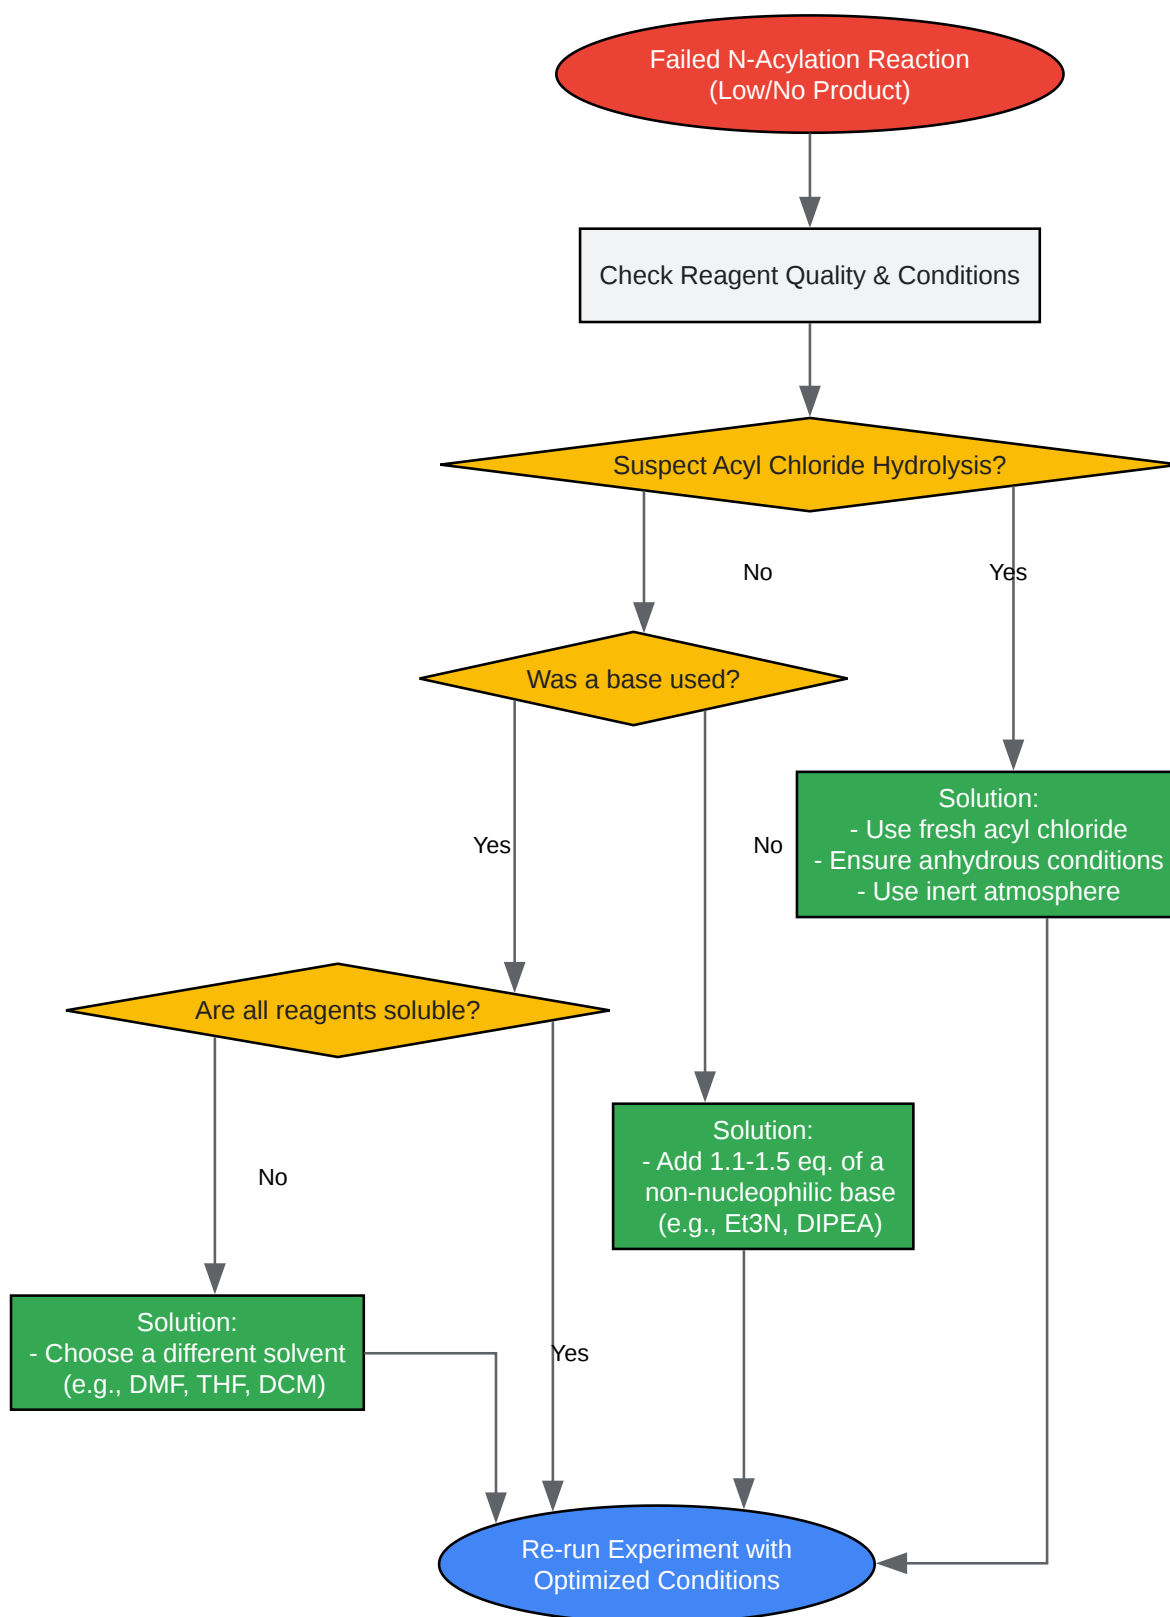 Failed N-Acylation Reaction
(Low/No Product)
Check Reagent Quality & Conditions
Suspect Acyl Chloride Hydrolysis?
No
Yes
Was a base used?
Solution:
- Use fresh acyl chloride
- Ensure anhydrous conditions
- Use inert atmosphere
Yes
No
Are all reagents soluble?
Solution:
- Add 1.1-1.5 eq. of a
non-nucleophilic base
(e.g., Et3N, DIPEA)
No
Solution:
- Choose a different solvent
(e.g., DMF, THF, DCM)
Yes
Re-run Experiment with
Optimized Conditions